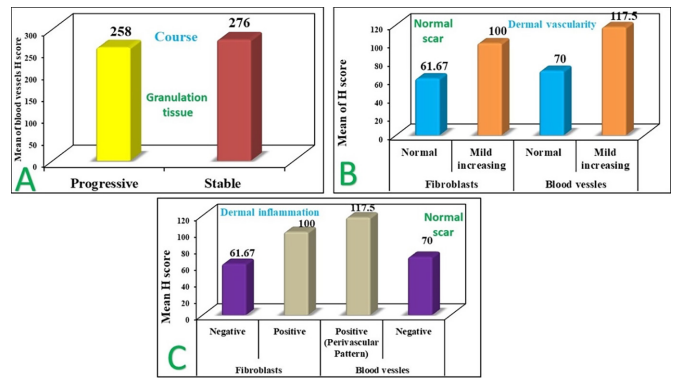 Mean of blood vessels H score
300
250
200
150
100
50
0
258
Course
276
Granulation
tissue
Progressive
Stable
A
Mean of H score
120
100
80
60
40
20
0
Normal
scar
Dermal vascularity
61.67
100
70
117.5
Normal
Mild
increasing
Normal
Mild
increasing
Fibroblasts
Blood vessles
B
Mean H score
120
100
80
60
40
20
0
Dermal inflammation
Normal
scar
61.67
100
117.5
70
Negative
Positive
Positive
(Perivascular
Pattern)
Negative
Fibroblasts
Blood vessles
C